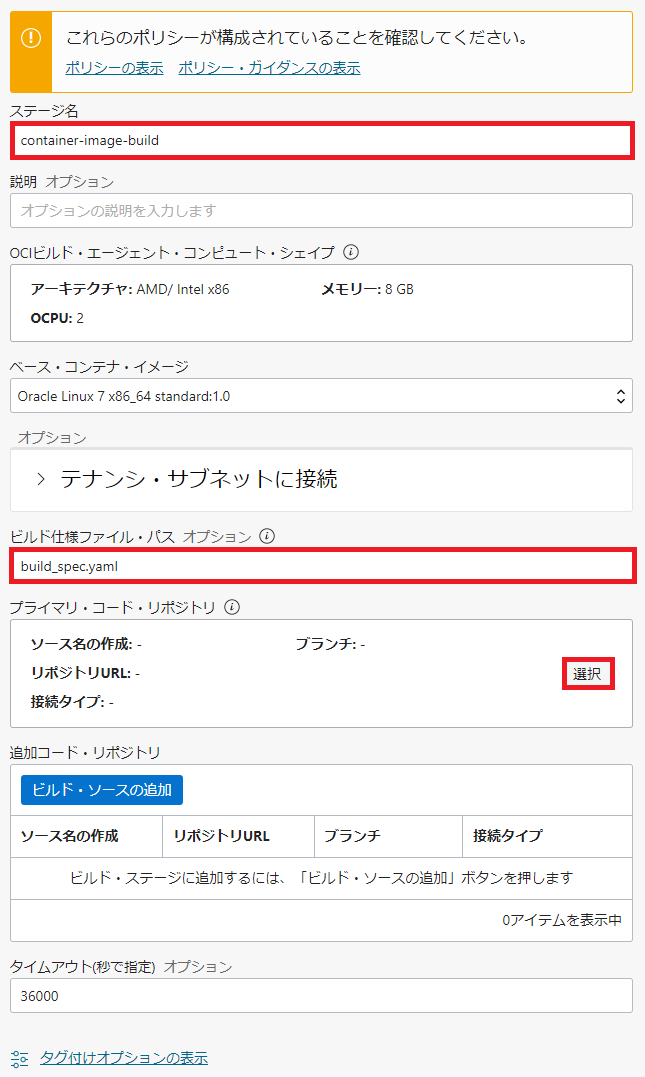 これらのポリシーが構成されていることを確認してください。
ポリシーの表示 ポリシー・ガイダンスの表示
ステージ名
container-image-build
説明 オプション
オプションの説明を入力します
OCIビルド・エージェント・コンピュート・シェイプ
アーキテクチャ: AMD/ Intel x86 メモリー: 8 GB
OCPU: 2
ベース・コンテナ・イメージ
Oracle Linux 7 x86_64 standard:1.0
オプション
テナンシ・サブネットに接続
ビルド仕様ファイル・パス オプション
build_spec.yaml
プライマリ・コード・リポジトリ
ソース名の作成: - ブランチ: -
リポジトリURL: - 選択
接続タイプ: -
追加コード・リポジトリ
ビルド・ソースの追加
ソース名の作成 リポジトリURL ブランチ 接続タイプ
ビルド・ステージに追加するには、「ビルド・ソースの追加」ボタンを押します
0アイテムを表示中
タイムアウト(秒で指定) オプション
36000
タグ付けオプションの表示